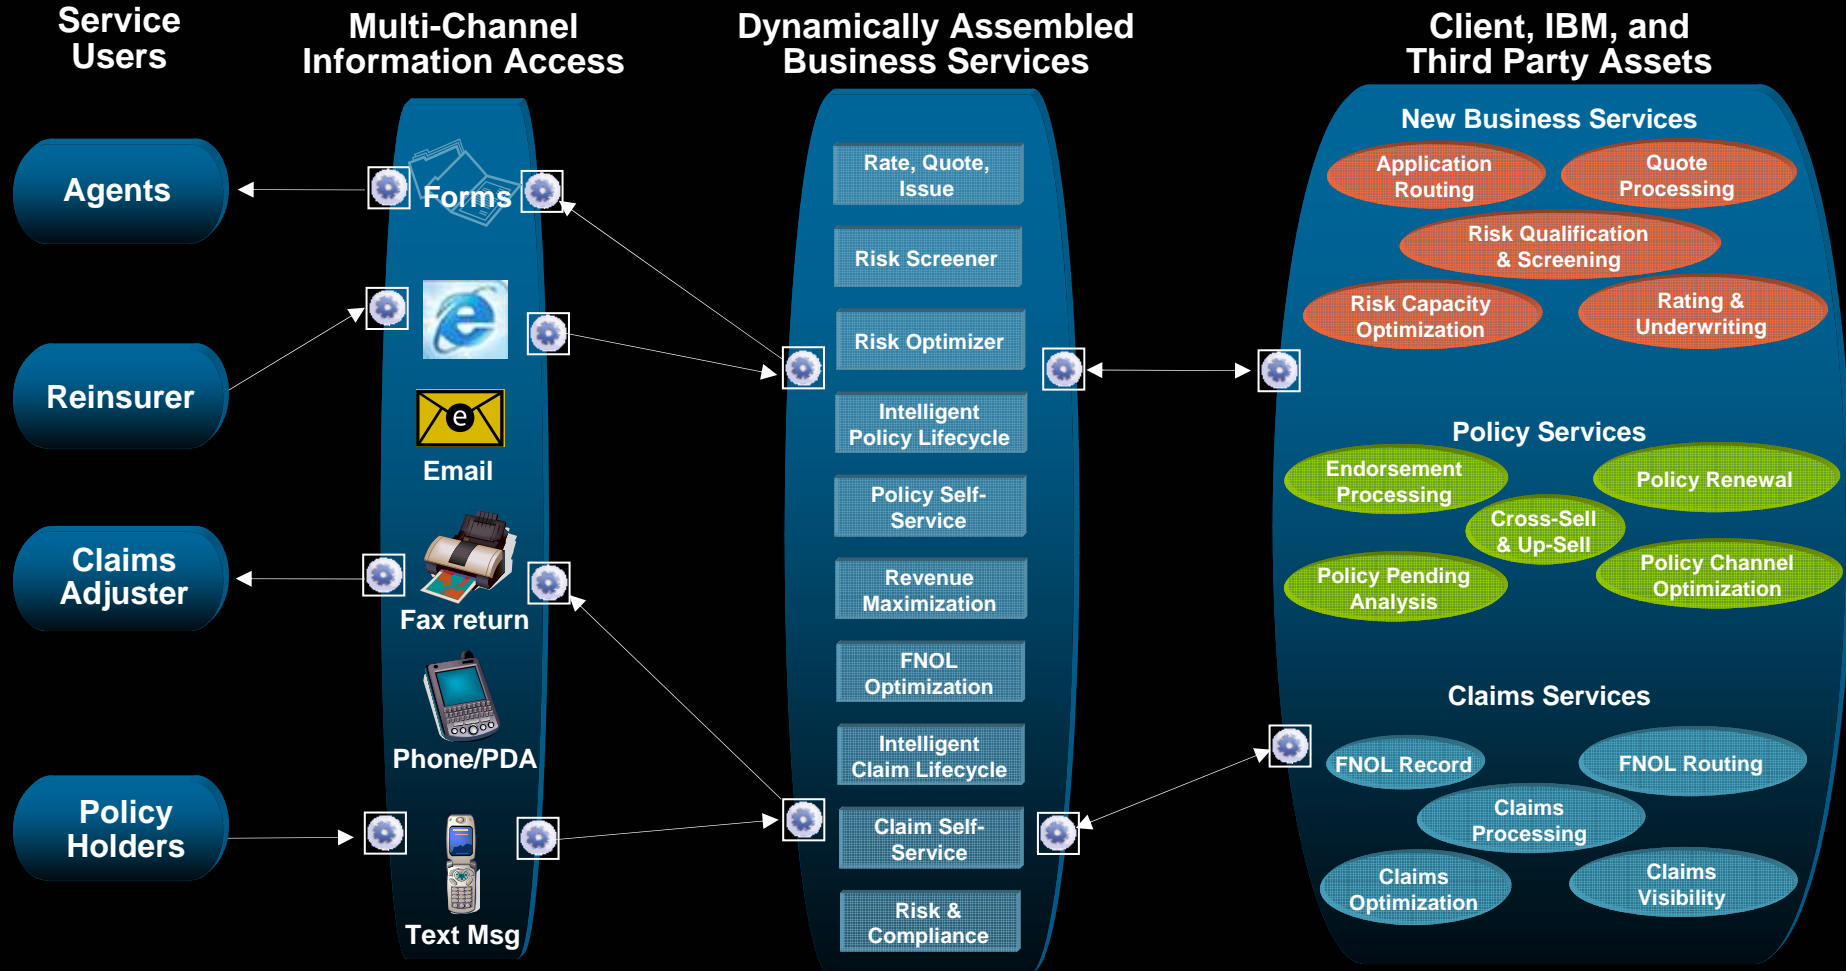 Service
Users
Multi-Channel
Information Access
Dynamically Assembled
Business Services
Client, IBM, and
Third Party Assets
Agents
Reinsurer
Claims
Adjuster
Policy
Holders
Forms
e
Email
Fax return
Phone/PDA
Text Msg
Rate, Quote,
Issue
Risk Screener
Risk Optimizer
Intelligent
Policy Lifecycle
Policy Self-
Service
Revenue
Maximization
FNOL
Optimization
Intelligent
Claim Lifecycle
Claim Self-
Service
Risk &
Compliance
New Business Services
Application
Routing
Quote
Processing
Risk Qualification
& Screening
Risk Capacity
Optimization
Rating &
Underwriting
Policy Services
Endorsement
Processing
Policy Renewal
Cross-Sell
& Up-Sell
Policy Pending
Analysis
Policy Channel
Optimization
Claims Services
FNOL Record
FNOL Routing
Claims
Processing
Claims
Optimization
Claims
Visibility